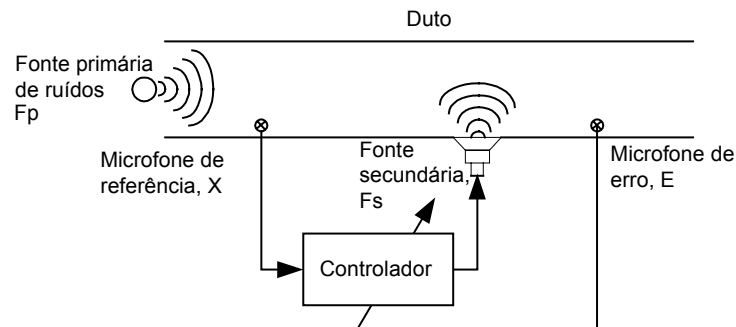 Duto
Fonte primária
de ruídos
Fp
Microfone de
referência, X
Fonte
secundária,
Fs
Microfone de
erro, E
Controlador